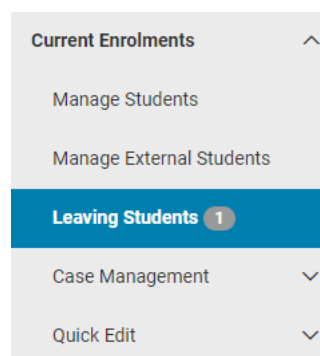 Current Enrolments
Manage Students
Manage External Students
Leaving Students 1
Case Management
Quick Edit